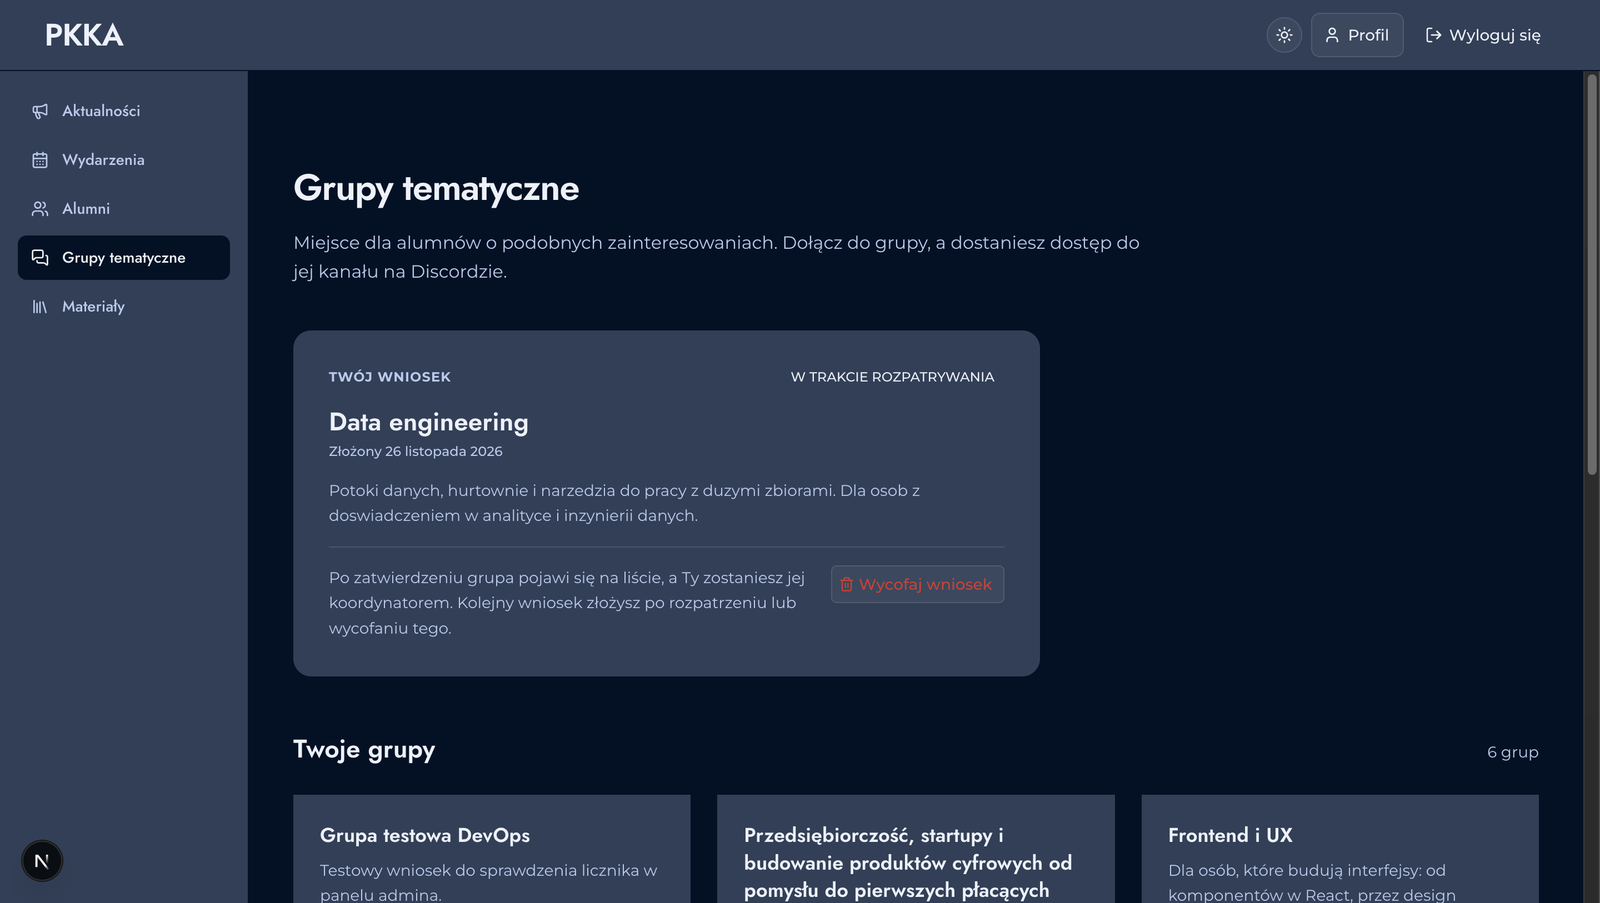 PKKA
Profil
Wyloguj się
Aktualności
Wydarzenia
Alumni
Grupy tematyczne
Materiały
Grupy tematyczne
Miejsce dla alumnów o podobnych zainteresowaniach. Dołącz do grupy, a dostaniesz dostęp do
jej kanału na Discordzie.
TWÓJ WNIOSEK
W TRAKCIE ROZPATRYWANIA
Data engineering
Złożony 26 listopada 2026
Potoki danych, hurtownie i narzedzia do pracy z duzymi zbiorami. Dla osob z
doswiadczeniem w analityce i inzynierii danych.
Po zatwierdzeniu grupa pojawi się na liście, a Ty zostaniesz jej
koordynatorem. Kolejny wniosek złożysz po rozpatrzeniu lub
wycofaniu tego.
Wycofaj wniosek
Twoje grupy
6 grup
Grupa testowa DevOps
Testowy wniosek do sprawdzenia licznika w
panelu admina.
Przedsiębiorczość, startupy i
budowanie produktów cyfrowych od
pomysłu do pierwszych płacących
Frontend i UX
Dla osób, które budują interfejsy: od
komponentów w React, przez design
N